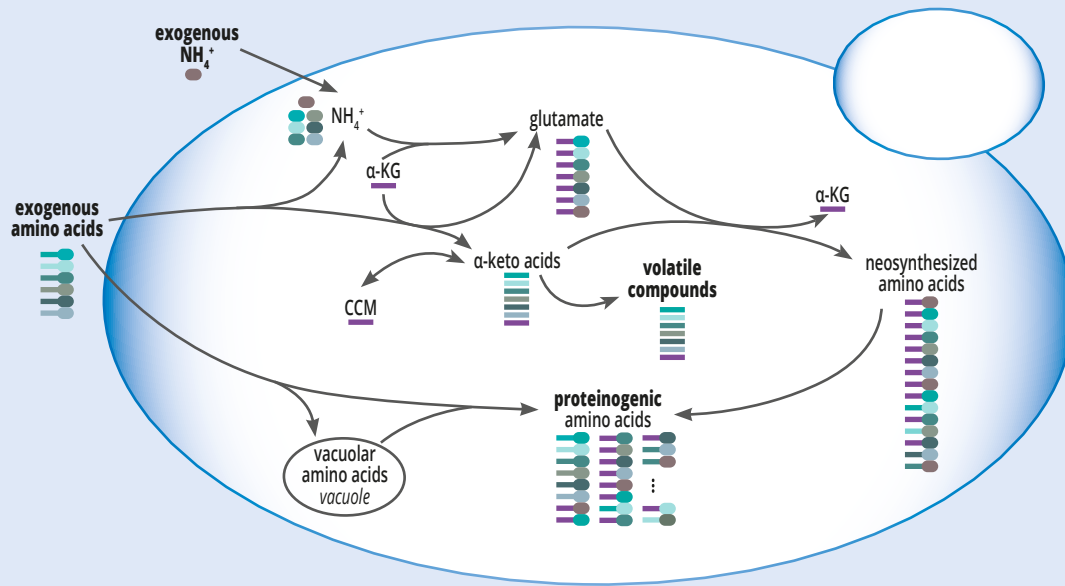 exogenous
NH₄⁺
NH₄⁺
glutamate
α-KG
α-KG
exogenous
amino acids
α-keto acids
volatile
compounds
neosynthesized
amino acids
CCM
proteinogenic
amino acids
vacuolar
amino acids
vacuole